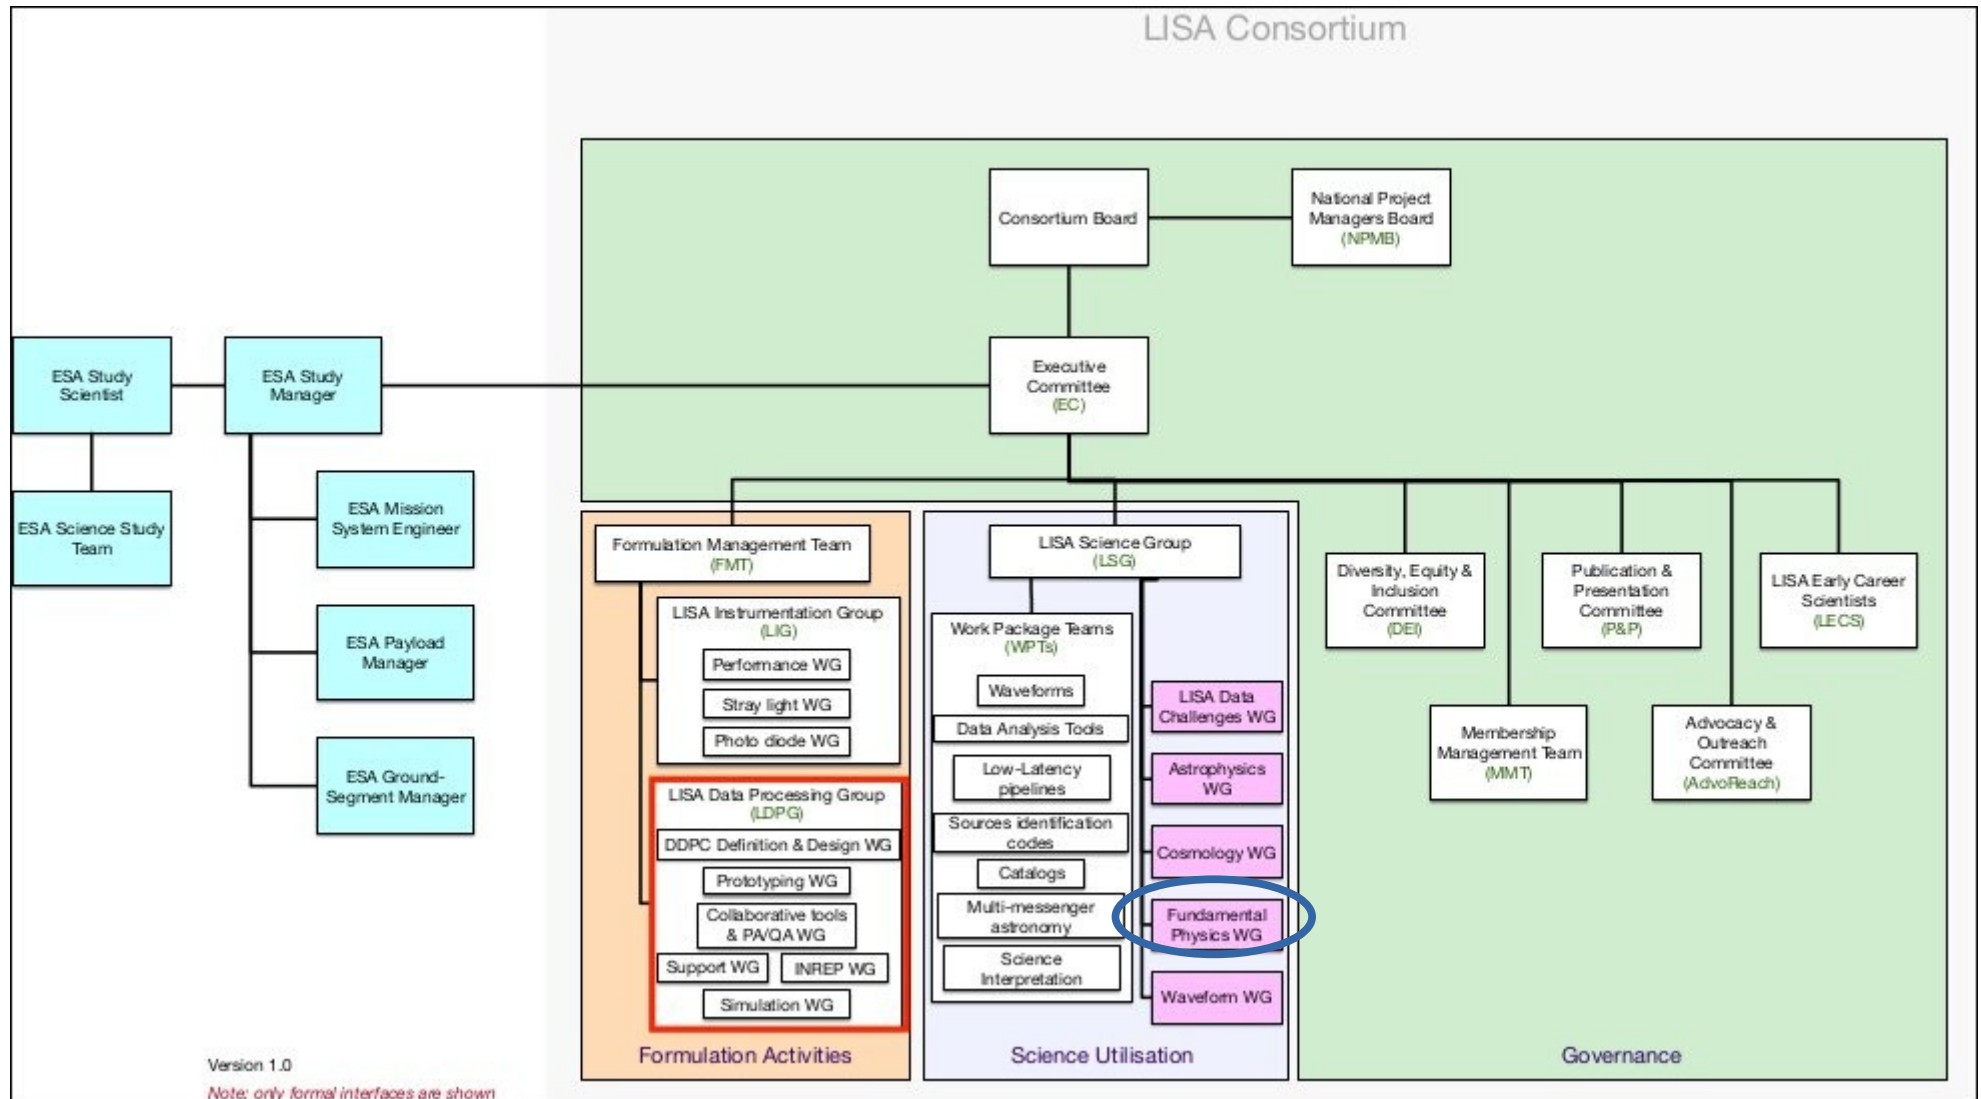 LISA Consortium
Consortium Board
National Project
Managers Board
(NPMB)
ESA Study
Scientist
ESA Study
Manager
Executive
Committee
(EC)
ESA Science Study
Team
ESA Mission
System Engineer
ESA Payload
Manager
ESA Ground-
Segment Manager
Formulation Management Team
(FMT)
LISA Instrumentation Group
(LIG)
Performance WG
Stray light WG
Photo diode WG
LISA Data Processing Group
(LDPG)
DDPC Definition & Design WG
Prototyping WG
Collaborative tools
& PA/QA WG
Support WG
INREP WG
Simulation WG
Formulation Activities
LISA Science Group
(LSG)
Work Package Teams
(WPTs)
Waveforms
Data Analysis Tools
Low-Latency
pipelines
Sources identification
codes
Catalogs
Multi-messenger
astronomy
Science
Interpretation
LISA Data
Challenges WG
Astrophysics
WG
Cosmology WG
Fundamental
Physics WG
Waveform WG
Science Utilisation
Diversity, Equity &
Inclusion
Committee
(DEI)
Publication &
Presentation
Committee
(P&P)
LISA Early Career
Scientists
(LECS)
Membership
Management Team
(MMT)
Advocacy &
Outreach
Committee
(AdvoReach)
Governance
Version 1.0
Note: only formal interfaces are shown